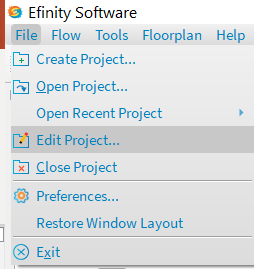 Efinity Software
File Flow Tools Floorplan Help
Create Project...
Open Project...
Open Recent Project
Edit Project...
Close Project
Preferences...
Restore Window Layout
Exit